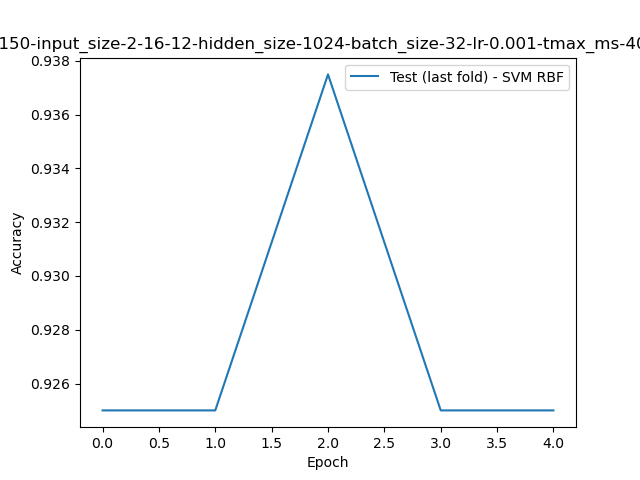 150-input_size-2-16-12-hidden_size-1024-batch_size-32-lr-0.001-tmax_ms-40
Test (last fold) - SVM RBF
0.938
0.936
0.934
0.932
0.930
0.928
0.926
Accuracy
0.0 0.5 1.0 1.5 2.0 2.5 3.0 3.5 4.0
Epoch